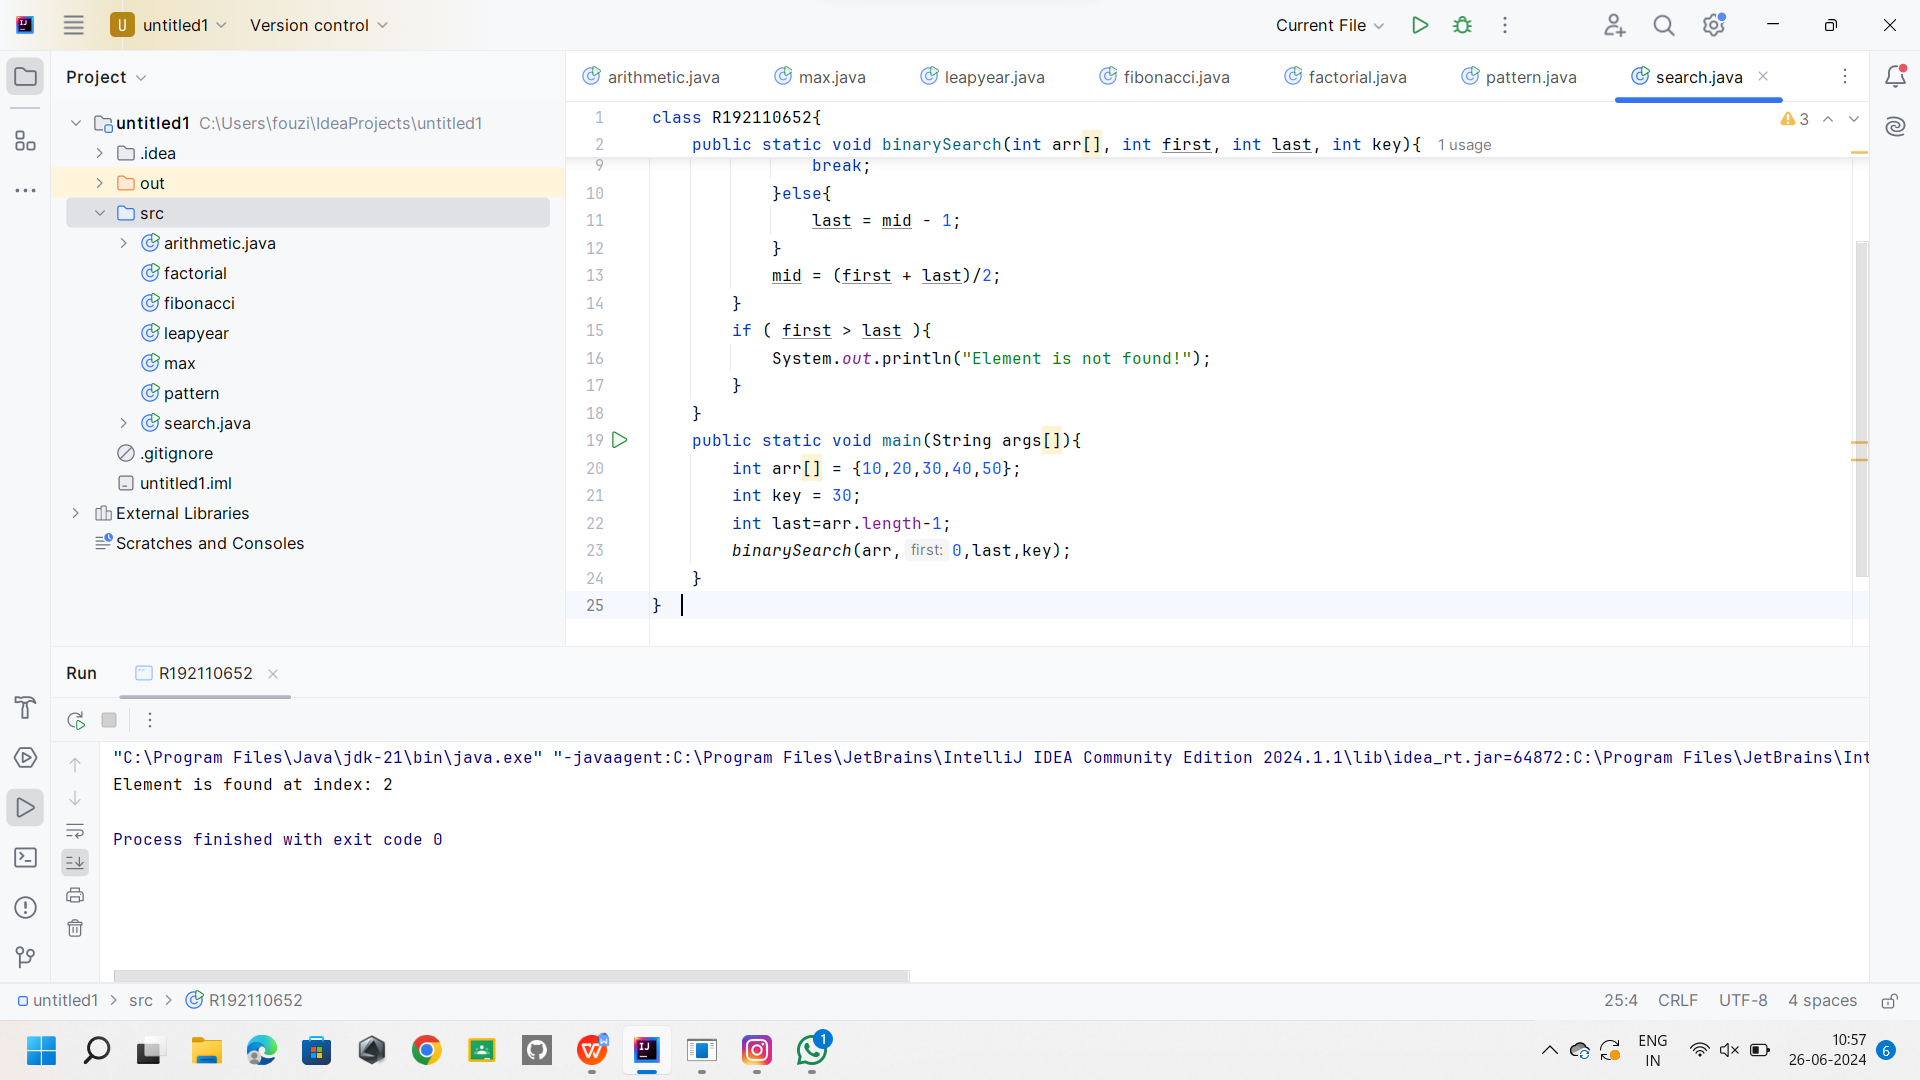 untitled1
Version control
Current File
Project
arithmetic.java
max.java
leapyear.java
fibonacci.java
factorial.java
pattern.java
search.java
untitled1 C:\Users\fouzi\IdeaProjects\untitled1
.idea
out
src
arithmetic.java
factorial
fibonacci
leapyear
max
pattern
search.java
.gitignore
untitled1.iml
External Libraries
Scratches and Consoles
3
1 class R192110652{
2 public static void binarySearch(int arr[], int first, int last, int key){ 1 usage
9 break;
10 }else{
11 last = mid - 1;
12 }
13 mid = (first + last)/2;
14 }
15 if ( first > last ){
16 System.out.println("Element is not found!");
17 }
18 }
19 public static void main(String args[]){
20 int arr[] = {10,20,30,40,50};
21 int key = 30;
22 int last=arr.length-1;
23 binarySearch(arr, first: 0,last,key);
24 }
25 }
Run
R192110652
"C:\Program Files\Java\jdk-21\bin\java.exe" "-javaagent:C:\Program Files\JetBrains\IntelliJ IDEA Community Edition 2024.1.1\lib\idea_rt.jar=64872:C:\Program Files\JetBrains\Int
Element is found at index: 2
Process finished with exit code 0
untitled1 > src > R192110652
25:4 CRLF UTF-8 4 spaces
1
ENG
IN
10:57
26-06-2024
6